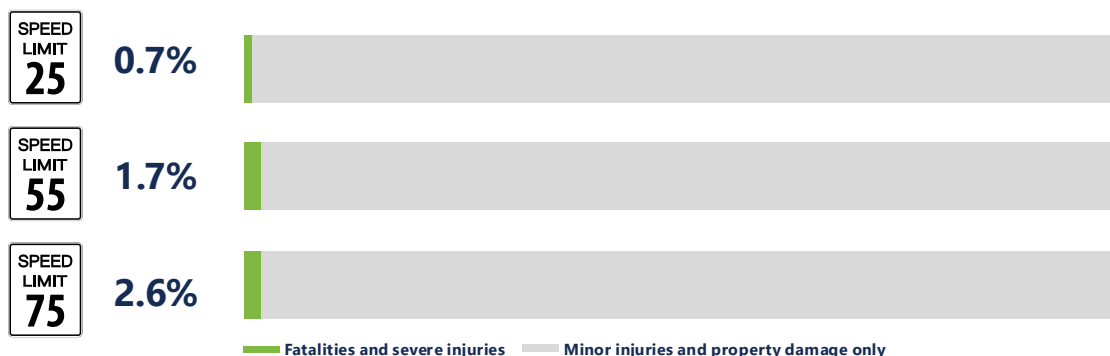 SPEED
LIMIT
25
0.7%
SPEED
LIMIT
55
1.7%
SPEED
LIMIT
75
2.6%
Fatalities and severe injuries
Minor injuries and property damage only